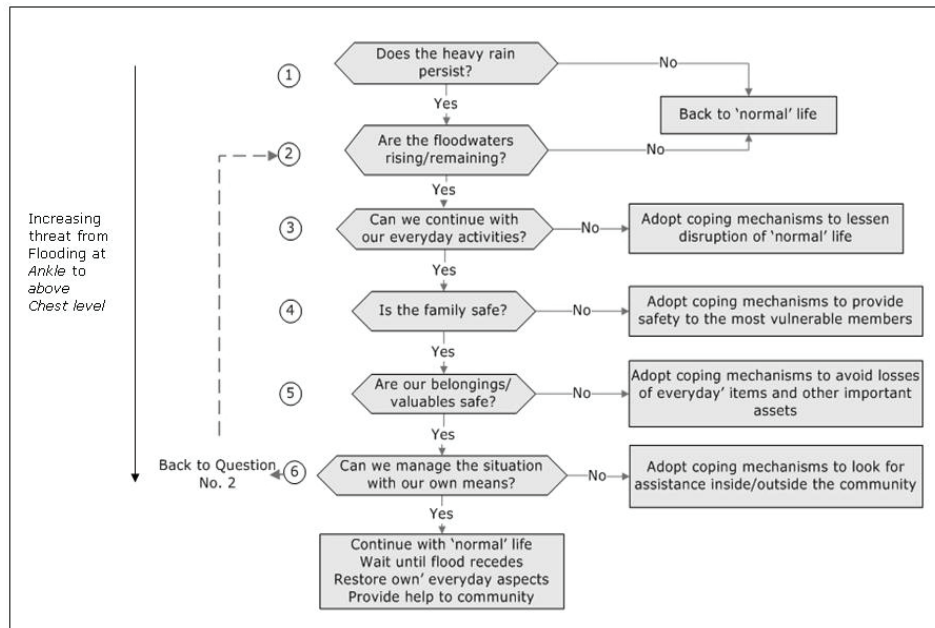 Does the heavy rain
persist?
No
1
Yes
Back to ‘normal’ life
Are the floodwaters
rising/remaining?
2
No
Yes
Increasing
threat from
Flooding at
Ankle to
above
Chest level
3
Can we continue with
our everyday activities?
No
Adopt coping mechanisms to lessen
disruption of ‘normal’ life
Yes
4
Is the family safe?
No
Adopt coping mechanisms to provide
safety to the most vulnerable members
Yes
5
Are our belongings/
valuables safe?
No
Adopt coping mechanisms to avoid losses
of everyday’ items and other important
assets
Yes
Back to Question
No. 2
6
Can we manage the situation
with our own means?
No
Adopt coping mechanisms to look for
assistance inside/outside the community
Yes
Continue with ‘normal’ life
Wait until flood recedes
Restore own’ everyday aspects
Provide help to community